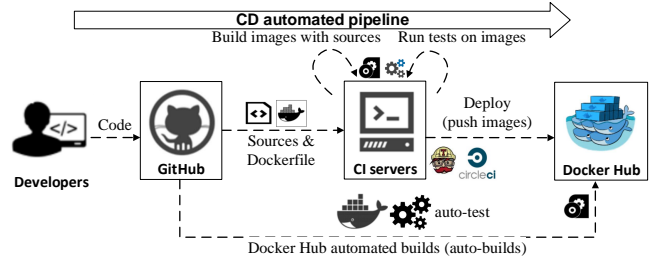 CD automated pipeline
Build images with sources
Run tests on images
Code
Sources &
Dockerfile
Deploy
(push images)
circleci
Developers
GitHub
CI servers
Docker Hub
auto-test
Docker Hub automated builds (auto-builds)